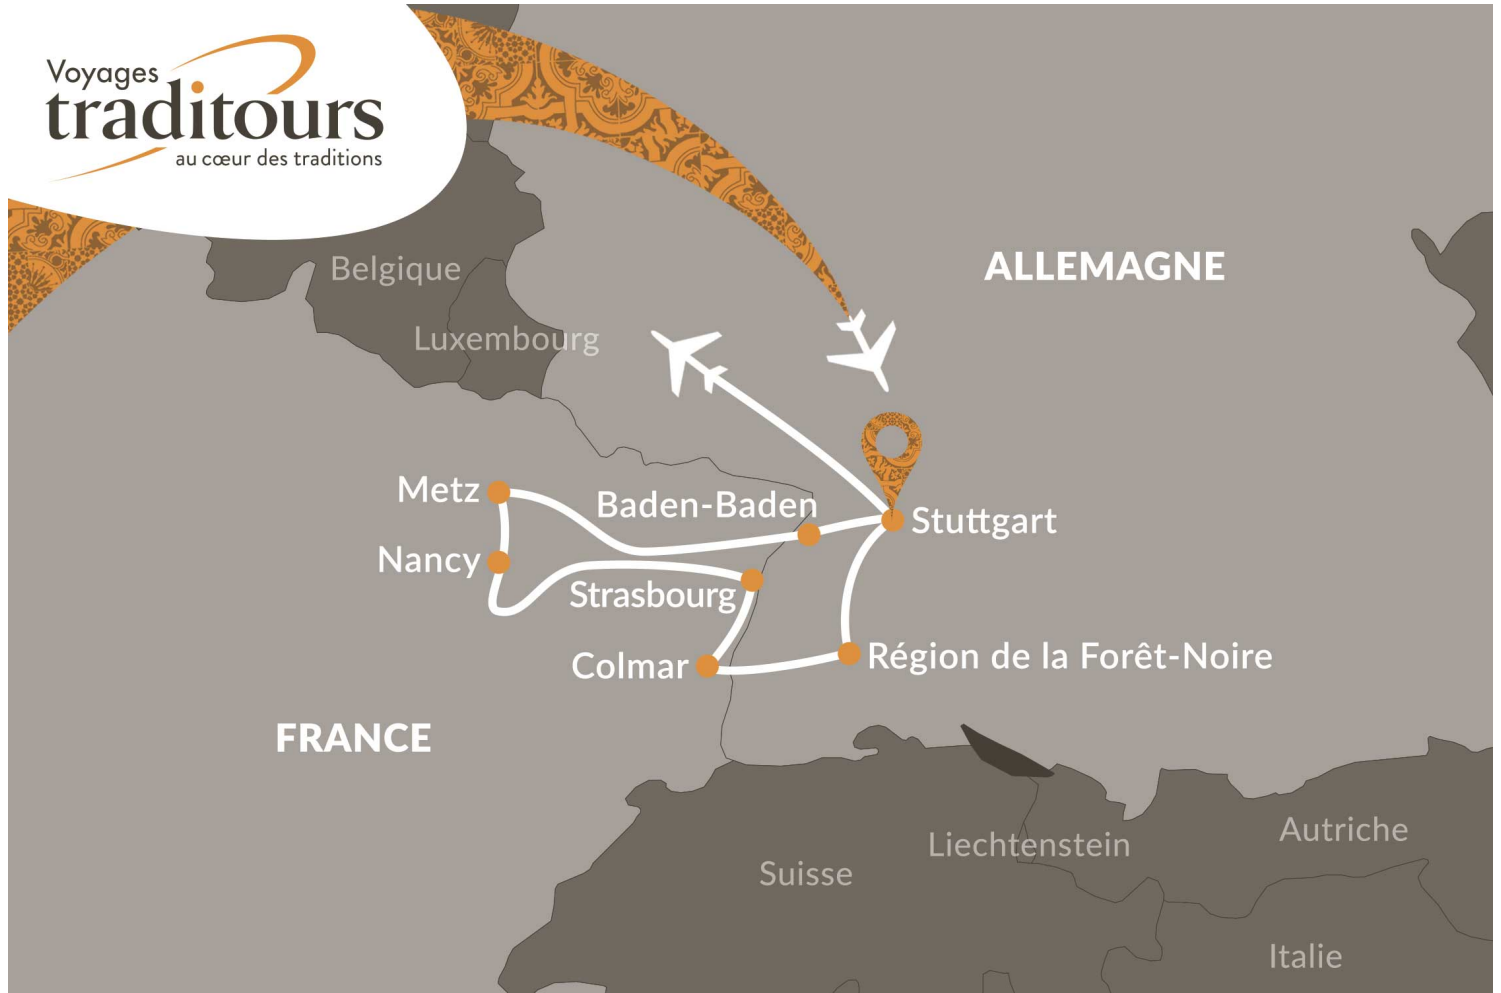 Voyages
traditours
au cœur des traditions
ALLEMAGNE
Belgique
Luxembourg
Metz
Baden-Baden
Stuttgart
Nancy
Strasbourg
Colmar
Région de la Forêt-Noire
FRANCE
Autriche
Liechtenstein
Suisse
Italie